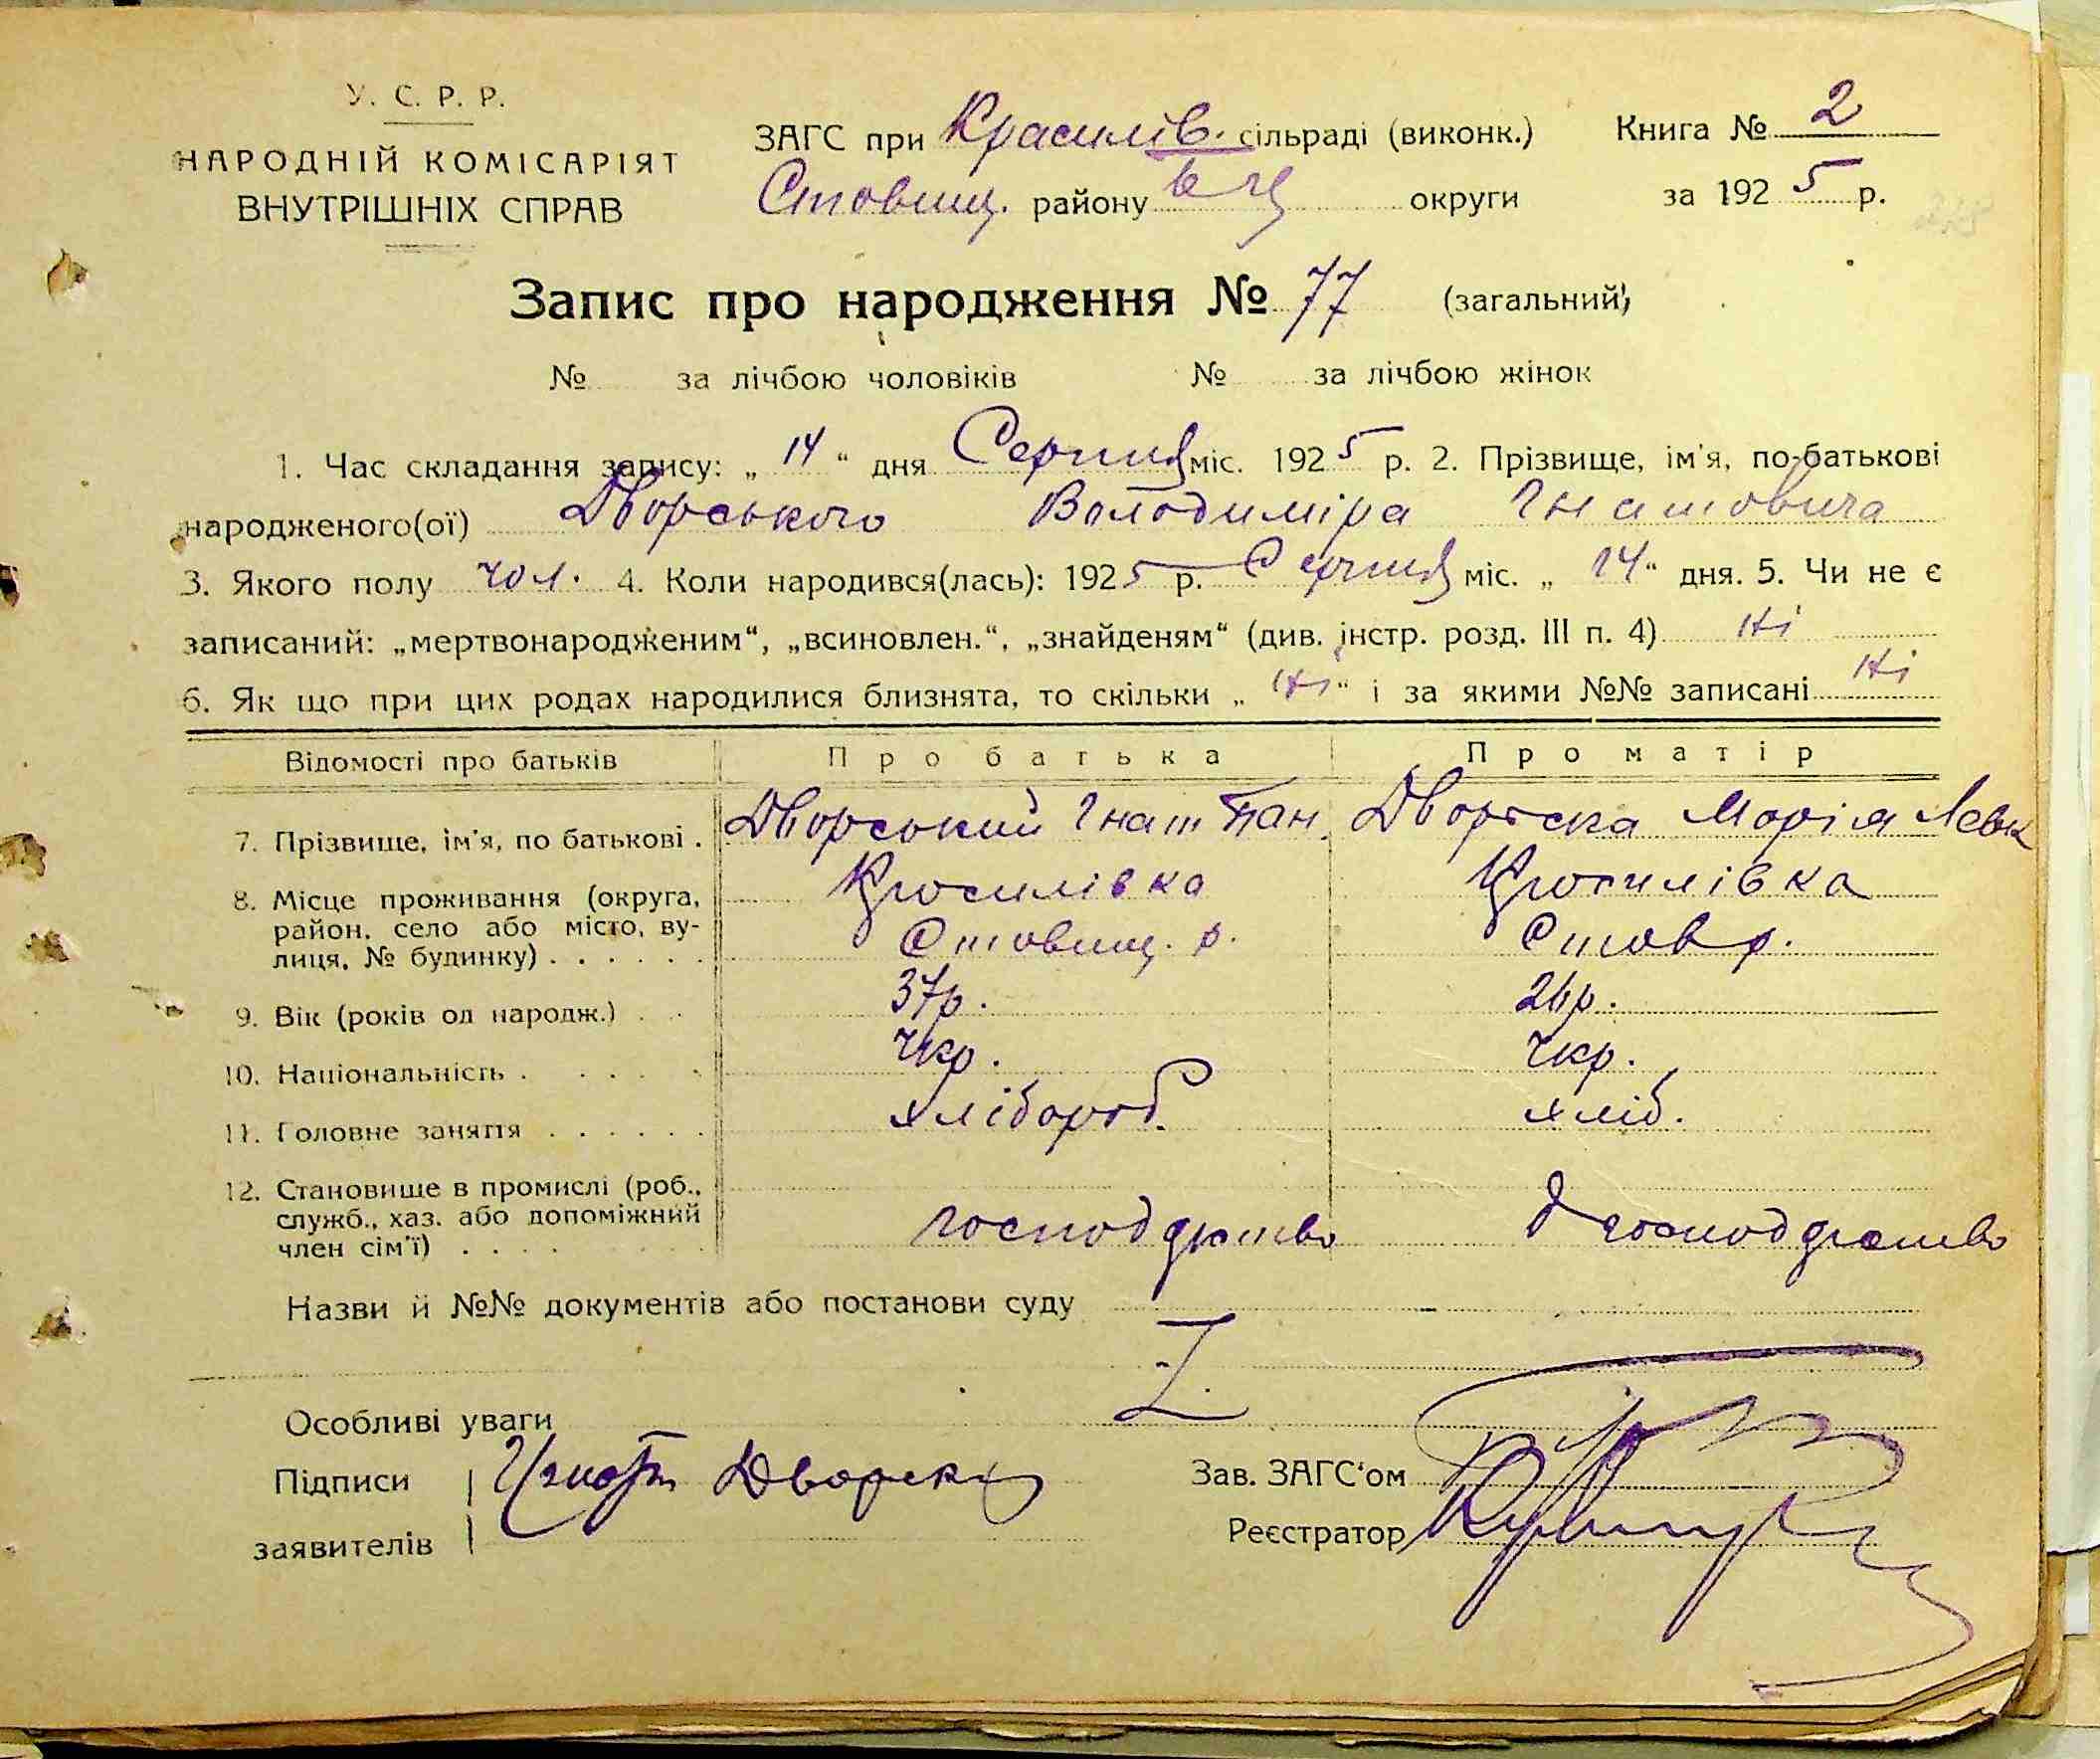 У. С. Р. Р.
НАРОДНІЙ КОМІСАРІЯТ
ВНУТРІШНІХ СПРАВ
ЗАГС при Красилів. сільраді (виконк.) Книга № 2
Ставищ. району БЦ округи за 1925 р.
Запис про народження № 77 (загальний)
№ за лічбою чоловіків № за лічбою жінок
1. Час складання запису: „14“ дня Серпня міс. 1925 р. 2. Прізвище, ім'я, по-батькові
народженого(ої) Дворського Володиміра Гнатовича
3. Якого полу чол. 4. Коли народився(лась): 1925 р. Серпня міс. „14“ дня. 5. Чи не є
записаний: „мертвонародженим“, „всиновлен.“, „знайденям“ (див. інстр. розд. III п. 4) Ні
6. Як що при цих родах народилися близнята, то скільки „Ні“ і за якими №№ записані Ні
Відомості про батьків Про батька Про матір
7. Прізвище, ім'я, по батькові . Дворський Гнат Пан. Дворska Марія Левк
8. Місце проживання (округа, район, село або місто, вулиця, № будинку) . . . . . . Красилівка Ставищ. р. Красилівка Став р.
9. Вік (років од народж.) . . 37р. 26р.
10. Національність . . . . . Укр. Укр.
11. Головне заняття . . . . . . хлібороб. хліб.
12. Становище в промислі (роб., служб., хаз. або допоміжний член сім'ї) . . . . господарство господарство
Назви й №№ документів або постанови суду
Особливі уваги
Підписи заявителів Дворски
Зав. ЗАГС'ом
Реєстратор